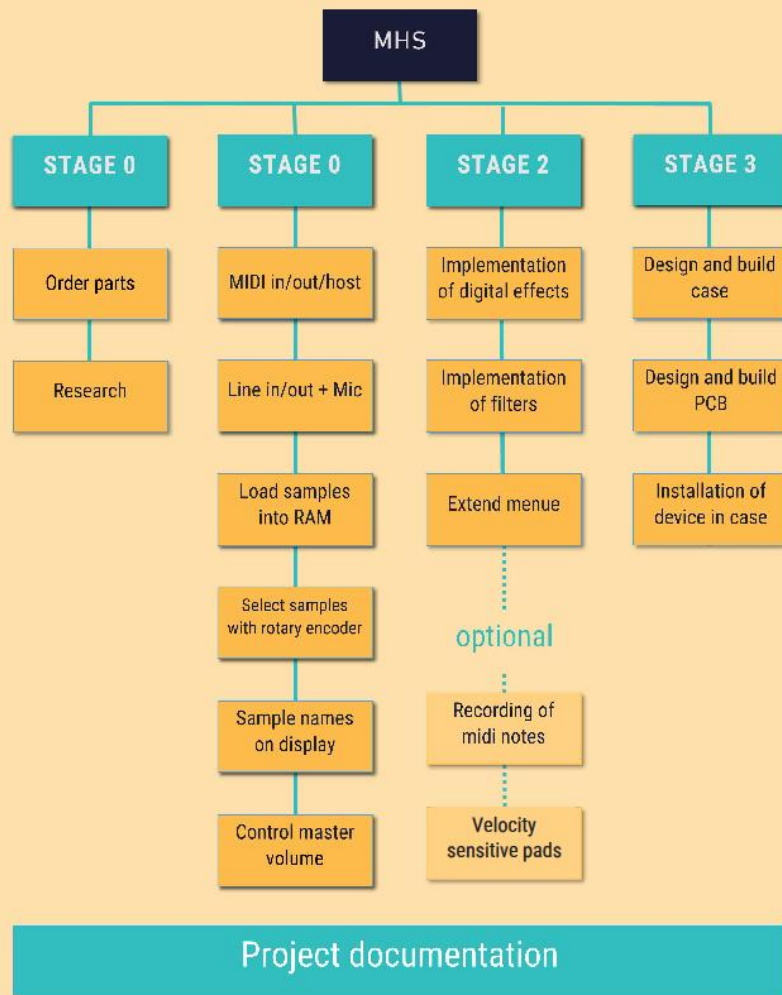 MHS
STAGE 0
Order parts
Research
STAGE 0
MIDI in/out/host
Line in/out + Mic
Load samples
into RAM
Select samples
with rotary encoder
Sample names
on display
Control master
volume
STAGE 2
Implementation
of digital effects
Implementation
of filters
Extend menue
optional
Recording of
midi notes
Velocity
sensitive pads
STAGE 3
Design and build
case
Design and build
PCB
Installation of
device in case
Project documentation